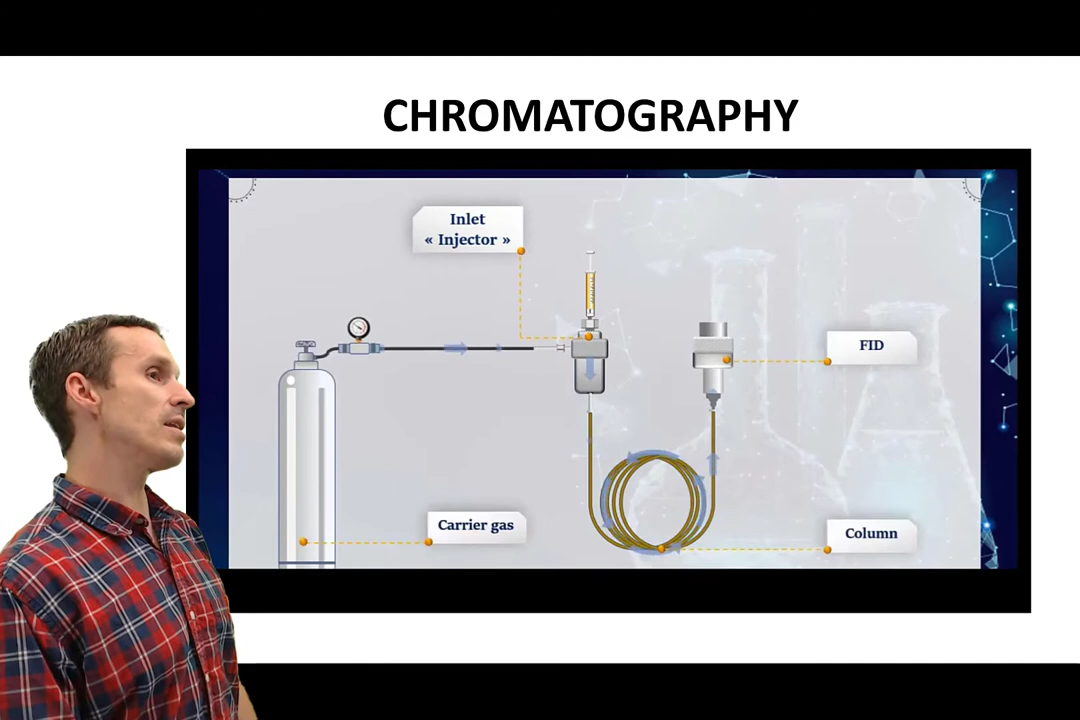 CHROMATOGRAPHY
Inlet
« Injector »
FID
Carrier gas
Column